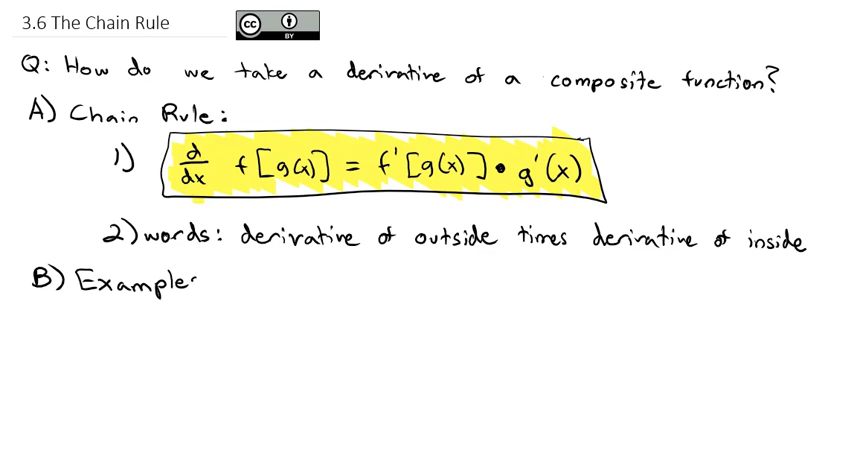 3.6 The Chain Rule
cc BY
Q: How do we take a derivative of a composite function?
A) Chain Rule:
1) d/dx f[g(x)] = f'[g(x)] • g'(x)
2) words: derivative of outside times derivative of inside
B) Example